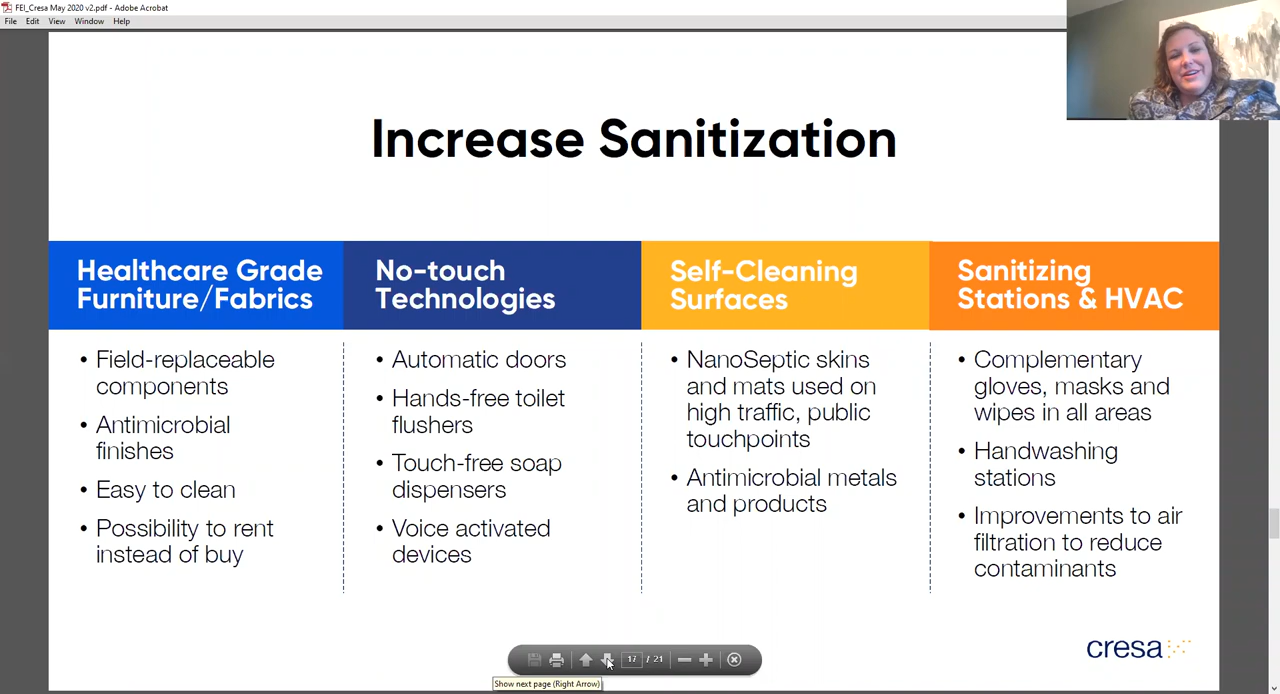 FEI_Cresa May 2020 v2.pdf - Adobe Acrobat
File Edit View Window Help
Increase Sanitization
Healthcare Grade
Furniture/Fabrics
• Field-replaceable
components
• Antimicrobial
finishes
• Easy to clean
• Possibility to rent
instead of buy
No-touch
Technologies
• Automatic doors
• Hands-free toilet
flushers
• Touch-free soap
dispensers
• Voice activated
devices
Self-Cleaning
Surfaces
• NanoSeptic skins
and mats used on
high traffic, public
touchpoints
• Antimicrobial metals
and products
Sanitizing
Stations & HVAC
• Complementary
gloves, masks and
wipes in all areas
• Handwashing
stations
• Improvements to air
filtration to reduce
contaminants
cresa
17 / 21
Show next page (Right Arrow)